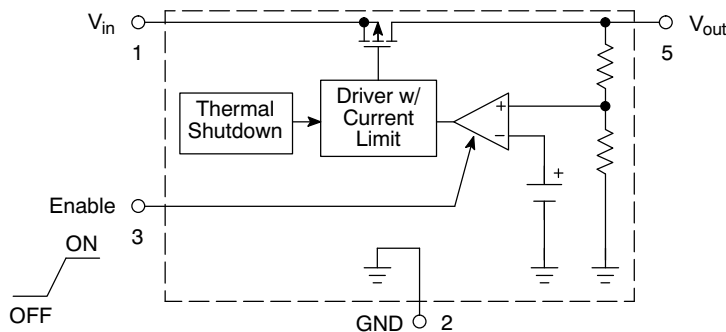 Vin
1
Vout
5
Thermal
Shutdown
Driver w/
Current
Limit
+
−
+
Enable
3
ON
OFF
GND
2